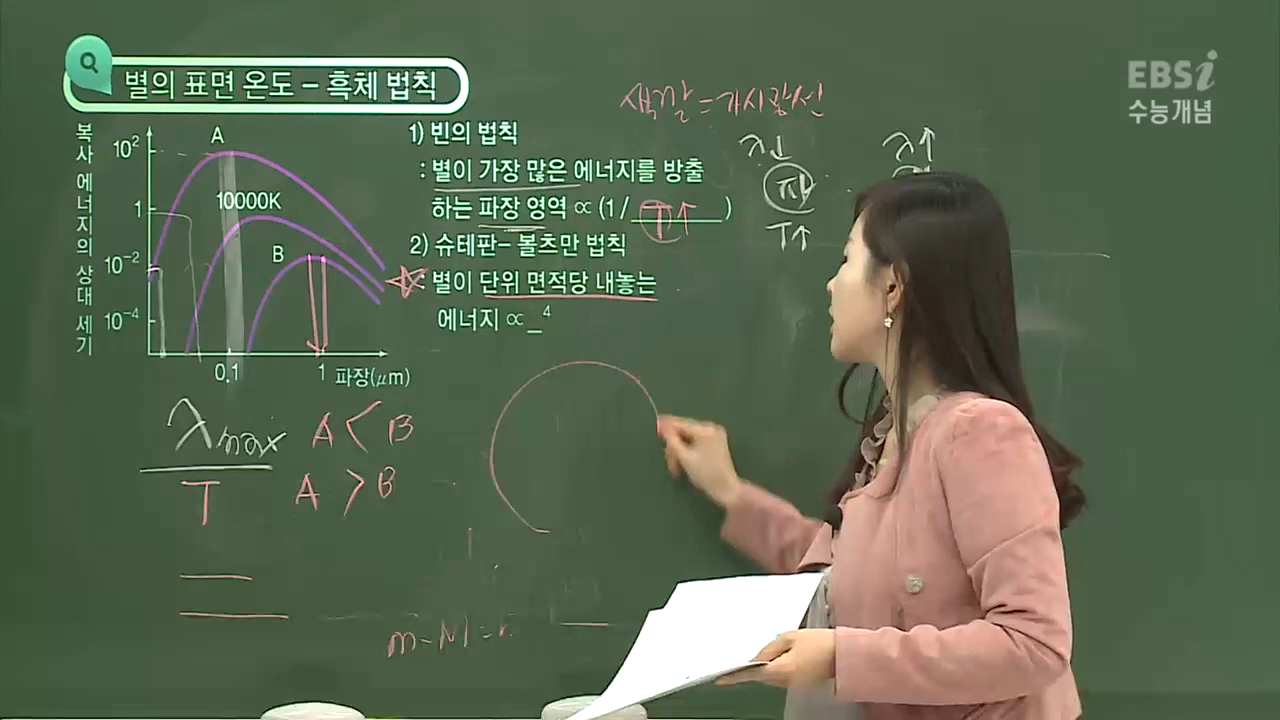 별의 표면 온도 - 흑체 법칙
EBSi
수능개념
색깔 = 가시광선
λ↓
파
T↑
λ↑
복사 에너지의 상대 세기
10²
1
10⁻²
10⁻⁴
A
10000K
B
0.1
1
파장(μm)
1) 빈의 법칙
: 별이 가장 많은 에너지를 방출
하는 파장 영역 ∝ (1/ T↑ )
2) 슈테판- 볼츠만 법칙
: 별이 단위 면적당 내놓는
에너지 ∝ _⁴
λmax A < B
T A > B
m-M=